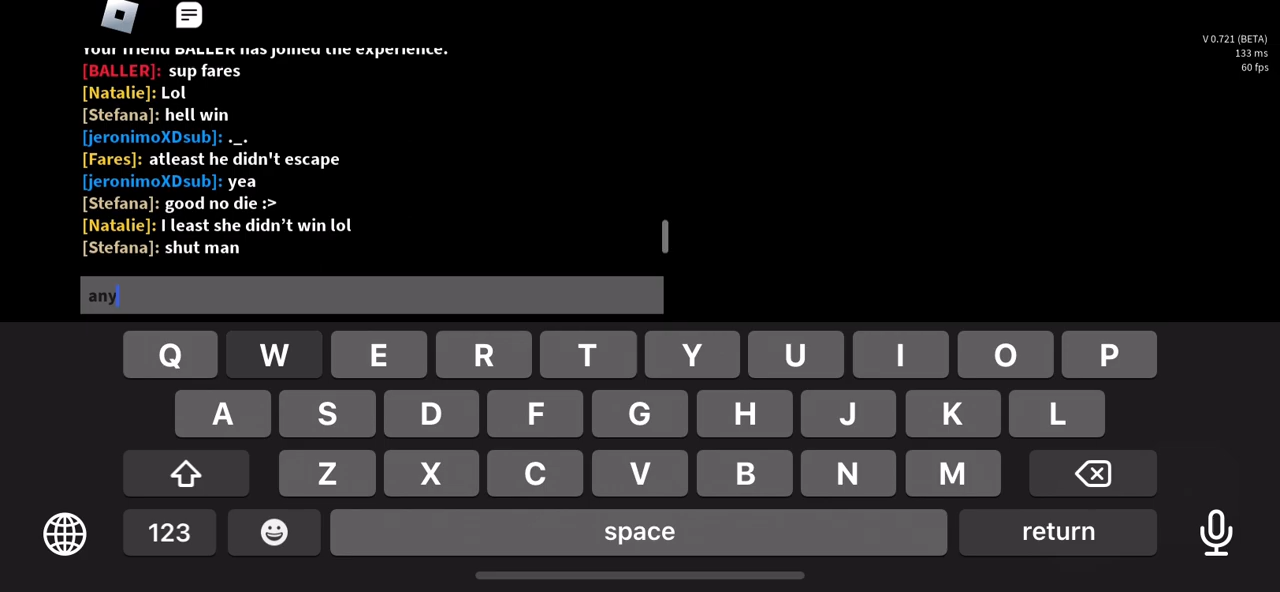 V 0.721 (BETA)
133 ms
60 fps
Your friend BALLER has joined the experience.
[BALLER]: sup fares
[Natalie]: Lol
[Stefana]: hell win
[jeronimoXDsub]: ._.
[Fares]: atleast he didn't escape
[jeronimoXDsub]: yea
[Stefana]: good no die :>
[Natalie]: I least she didn’t win lol
[Stefana]: shut man
any
Q W E R T Y U I O P
A S D F G H J K L
Z X C V B N M
123 space return